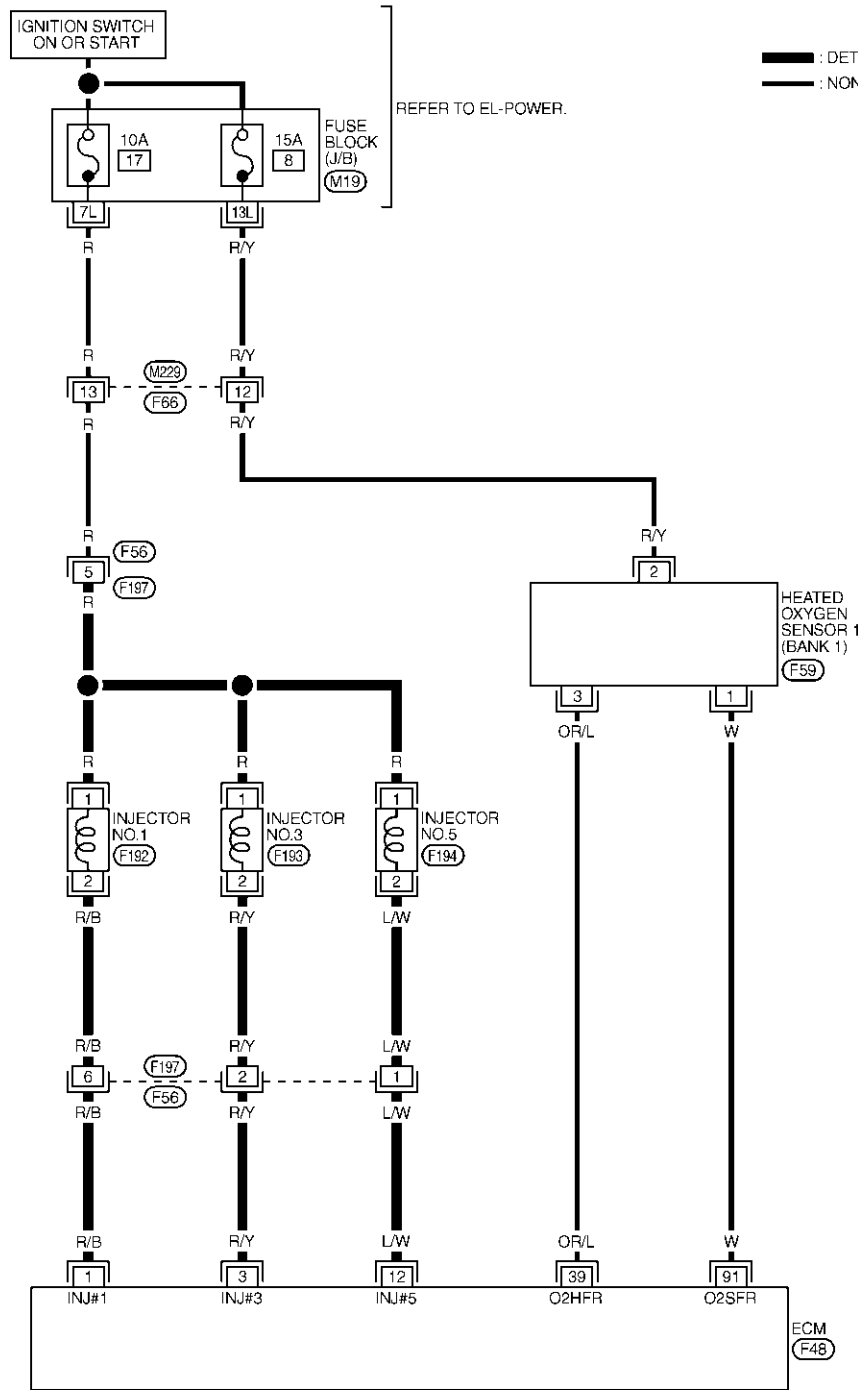 IGNITION SWITCH
ON OR START
: DET
: NON
REFER TO EL-POWER.
10A
17
15A
8
FUSE
BLOCK
(J/B)
M19
7L
13L
R
R/Y
R
R/Y
M229
13
12
F66
R
R/Y
R
F56
5
F197
R
R/Y
2
HEATED
OXYGEN
SENSOR 1
(BANK 1)
F59
3
1
OR/L
W
R
R
R
1
1
1
INJECTOR
NO.1
F192
INJECTOR
NO.3
F193
INJECTOR
NO.5
F194
2
2
2
R/B
R/Y
L/W
R/B
R/Y
L/W
F197
6
2
1
F56
R/B
R/Y
L/W
R/B
R/Y
L/W
OR/L
W
1
3
12
39
91
INJ#1
INJ#3
INJ#5
O2HFR
O2SFR
ECM
F48